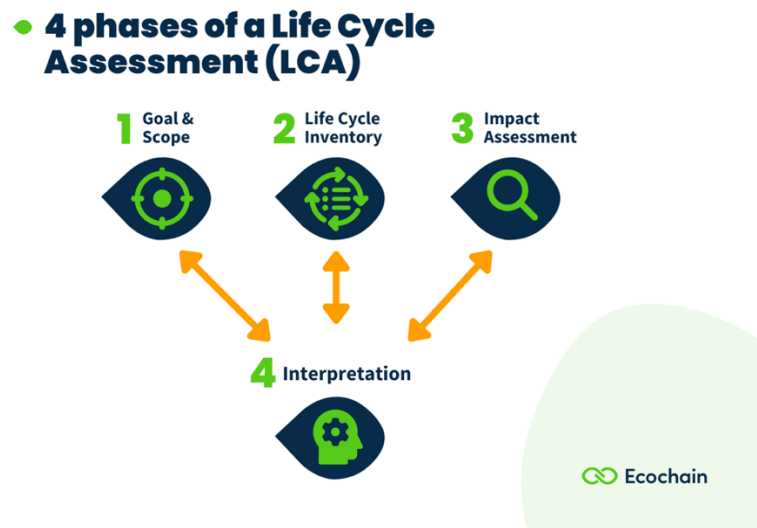 4 phases of a Life Cycle
Assessment (LCA)
1 Goal &
Scope
2 Life Cycle
Inventory
3 Impact
Assessment
4 Interpretation
Ecochain